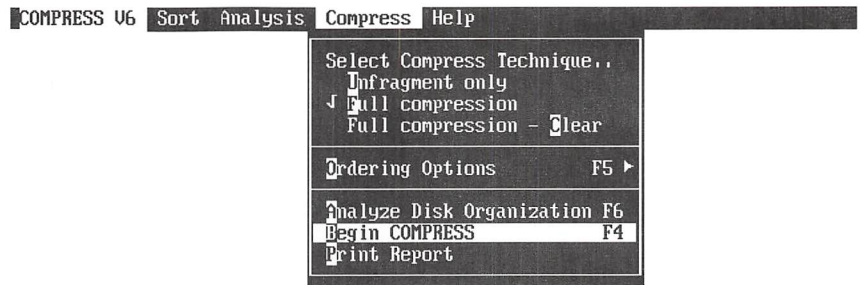 COMPRESS V6 Sort Analysis Compress Help
Select Compress Technique..
Unfragment only
√ Full compression
Full compression - Clear
Ordering Options F5 ►
Analyze Disk Organization F6
Begin COMPRESS F4
Print Report